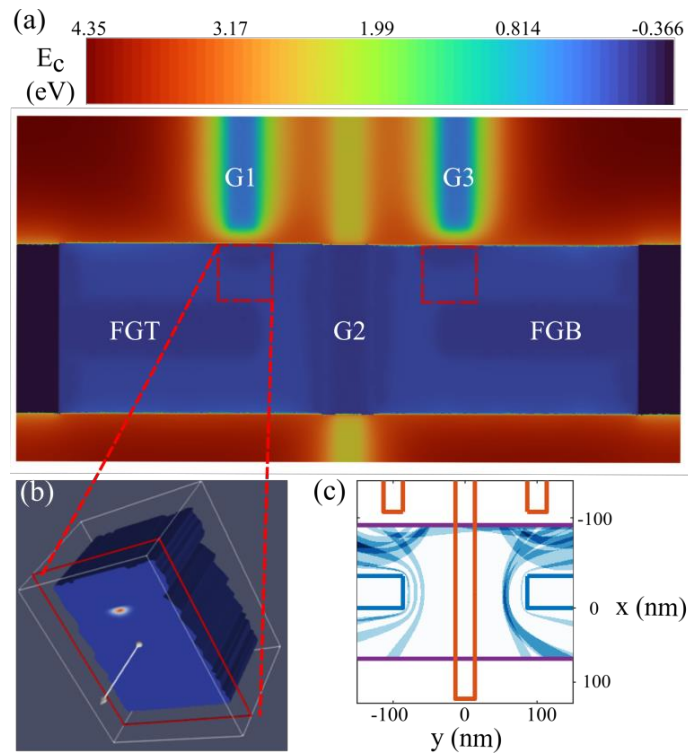 (a)
4.35 3.17 1.99 0.814 -0.366
Ec
(eV)
G1 G3
FGT G2 FGB
(b) (c)
-100
0 x (nm)
100
-100 0 100
y (nm)